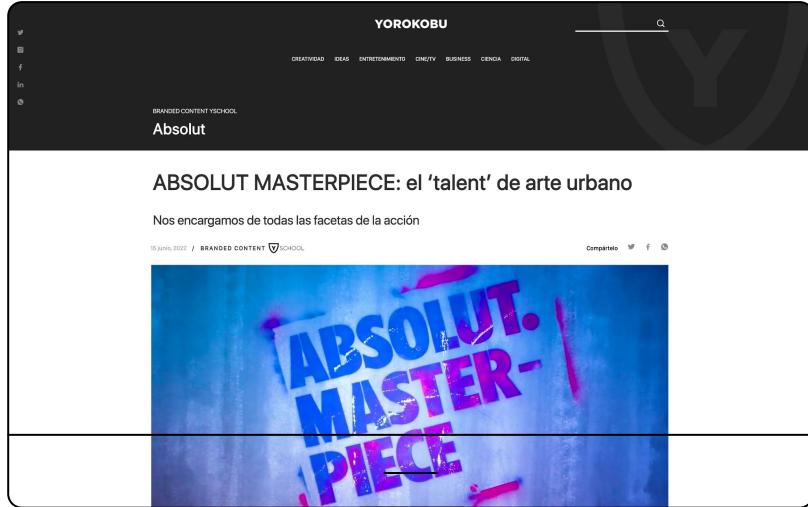 YOROKOBU
CREATIVIDAD IDEAS ENTRETENIMIENTO CINE/TV BUSINESS CIENCIA DIGITAL
BRANDED CONTENT YSCHOOL
Absolut
ABSOLUT MASTERPIECE: el ‘talent’ de arte urbano
Nos encargamos de todas las facetas de la acción
15 junio, 2022 / BRANDED CONTENT Y SCHOOL
Compártelo
ABSOLUT.
MASTER-
PIECE